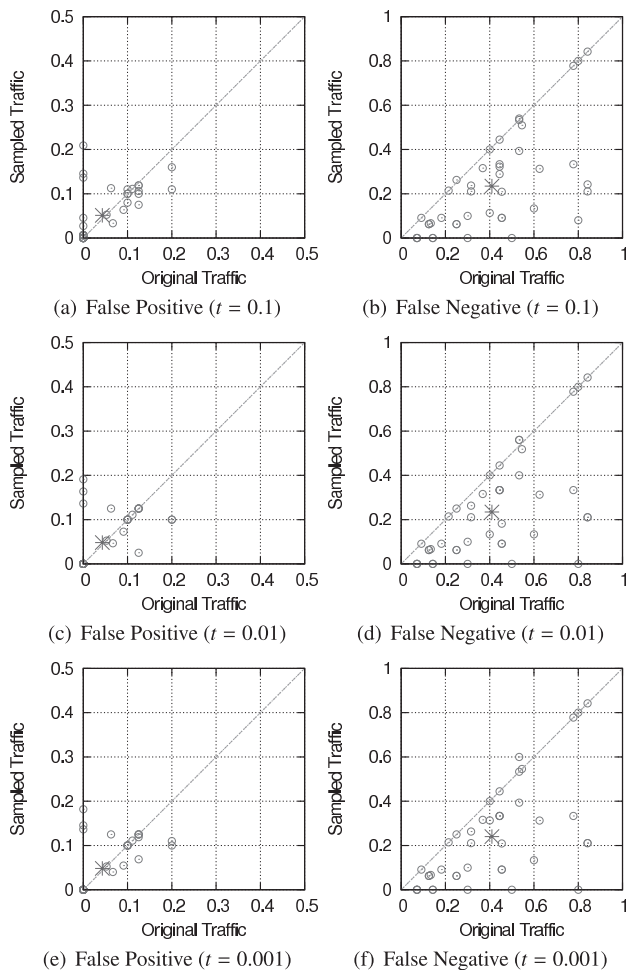 0.5 1
0.4 0.8
0.3 0.6
0.2 0.4
0.1 0.2
0 0
0 0.1 0.2 0.3 0.4 0.5 0 0.2 0.4 0.6 0.8 1
Sampled Traffic Sampled Traffic
Original Traffic Original Traffic
(a) False Positive (t = 0.1) (b) False Negative (t = 0.1)
0.5 1
0.4 0.8
0.3 0.6
0.2 0.4
0.1 0.2
0 0
0 0.1 0.2 0.3 0.4 0.5 0 0.2 0.4 0.6 0.8 1
Sampled Traffic Sampled Traffic
Original Traffic Original Traffic
(c) False Positive (t = 0.01) (d) False Negative (t = 0.01)
0.5 1
0.4 0.8
0.3 0.6
0.2 0.4
0.1 0.2
0 0
0 0.1 0.2 0.3 0.4 0.5 0 0.2 0.4 0.6 0.8 1
Sampled Traffic Sampled Traffic
Original Traffic Original Traffic
(e) False Positive (t = 0.001) (f) False Negative (t = 0.001)